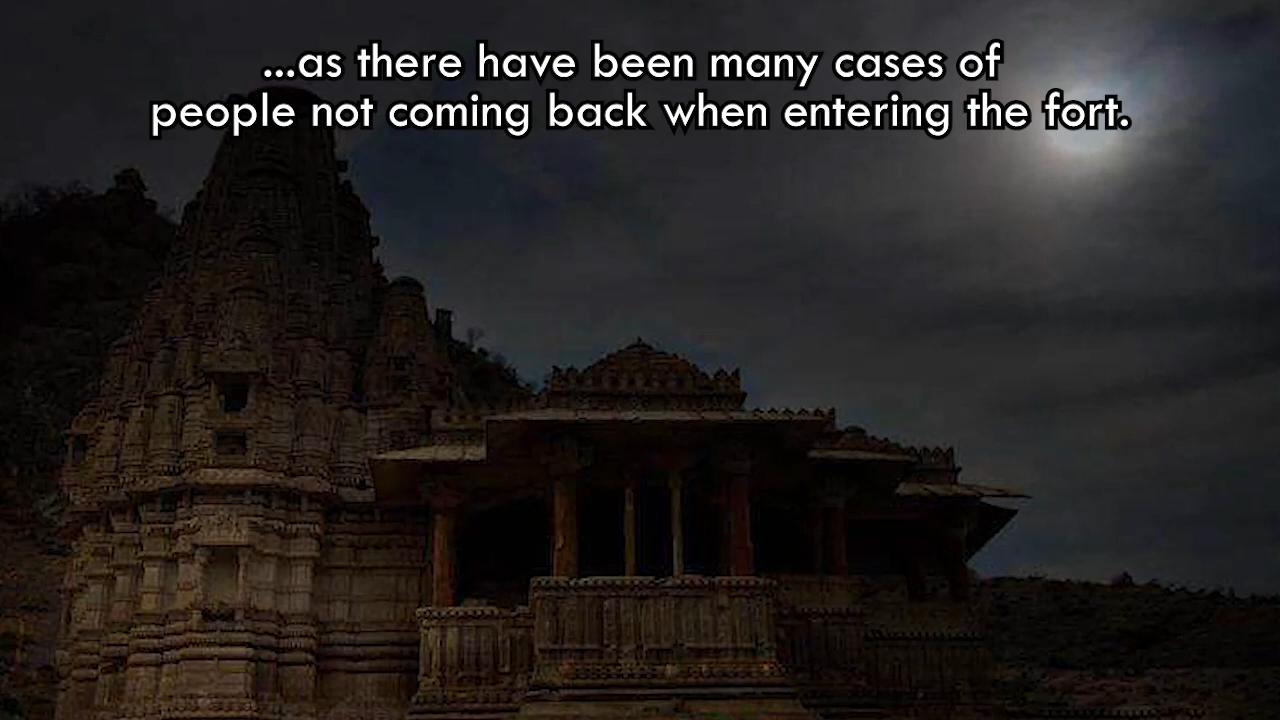 ...as there have been many cases of
people not coming back when entering the fort.